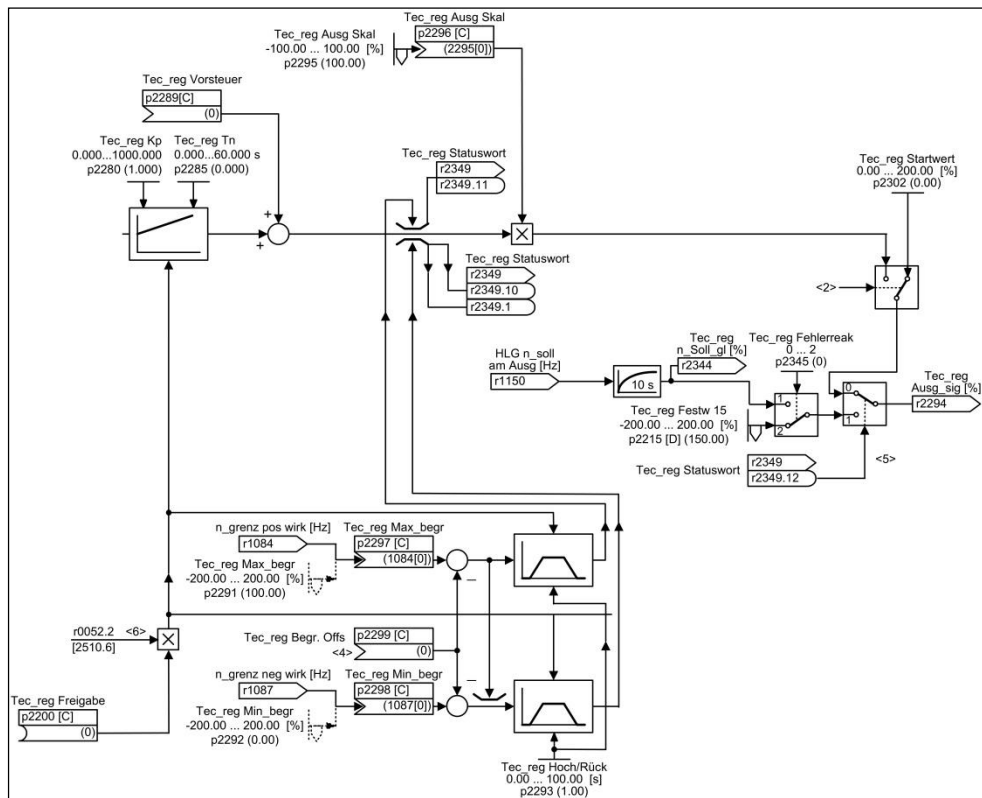 Tec_reg Ausg Skal
Tec_reg Ausg Skal
-100.00 ... 100.00 [%]
p2295 (100.00)
p2296 [C]
(2295[0])
Tec_reg Vorsteuer
p2289[C]
(0)
Tec_reg Kp
0.000...1000.000
p2280 (1.000)
Tec_reg Tn
0.000...60.000 s
p2285 (0.000)
+
+
Tec_reg Statuswort
r2349
r2349.11
Tec_reg Statuswort
r2349
r2349.10
r2349.1
Tec_reg Startwert
0.00 ... 200.00 [%]
p2302 (0.00)
<2>
HLG n_soll
am Ausg [Hz]
r1150
10 s
Tec_reg
n_Soll_gl [%]
r2344
Tec_reg Fehlerreak
0 ... 2
p2345 (0)
Tec_reg Festw 15
-200.00 ... 200.00 [%]
p2215 [D] (150.00)
1
2
0
1
Tec_reg
Ausg_sig [%]
r2294
Tec_reg Statuswort
r2349
r2349.12
<5>
n_grenz pos wirk [Hz]
r1084
Tec_reg Max_begr
-200.00 ... 200.00 [%]
p2291 (100.00)
Tec_reg Max_begr
p2297 [C]
(1084[0])
–
r0052.2 <6>
[2510.6]
Tec_reg Begr. Offs
<4>
p2299 [C]
(0)
–
n_grenz neg wirk [Hz]
r1087
Tec_reg Min_begr
-200.00 ... 200.00 [%]
p2292 (0.00)
Tec_reg Min_begr
p2298 [C]
(1087[0])
Tec_reg Freigabe
p2200 [C]
(0)
Tec_reg Hoch/Rück
0.00 ... 100.00 [s]
p2293 (1.00)